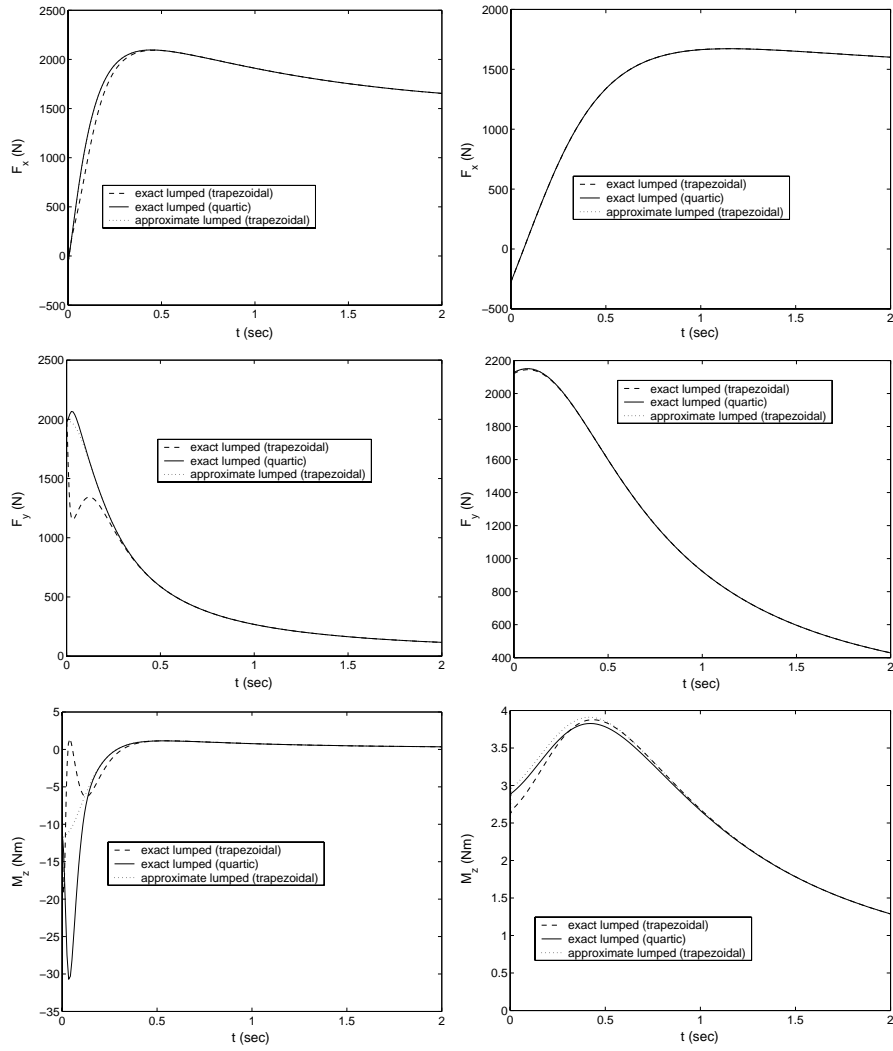 2500
2000
1500
1000
500
0
−500
F_x (N)
exact lumped (trapezoidal)
exact lumped (quartic)
approximate lumped (trapezoidal)
0 0.5 1 1.5 2
t (sec)
2000
1500
1000
500
0
−500
F_x (N)
exact lumped (trapezoidal)
exact lumped (quartic)
approximate lumped (trapezoidal)
0 0.5 1 1.5 2
t (sec)
2500
2000
1500
1000
500
0
F_y (N)
exact lumped (trapezoidal)
exact lumped (quartic)
approximate lumped (trapezoidal)
0 0.5 1 1.5 2
t (sec)
2200
2000
1800
1600
1400
1200
1000
800
600
400
F_y (N)
exact lumped (trapezoidal)
exact lumped (quartic)
approximate lumped (trapezoidal)
0 0.5 1 1.5 2
t (sec)
5
0
−5
−10
−15
−20
−25
−30
−35
M_z (Nm)
exact lumped (trapezoidal)
exact lumped (quartic)
approximate lumped (trapezoidal)
0 0.5 1 1.5 2
t (sec)
4
3.5
3
2.5
2
1.5
1
0.5
0
M_z (Nm)
exact lumped (trapezoidal)
exact lumped (quartic)
approximate lumped (trapezoidal)
0 0.5 1 1.5 2
t (sec)